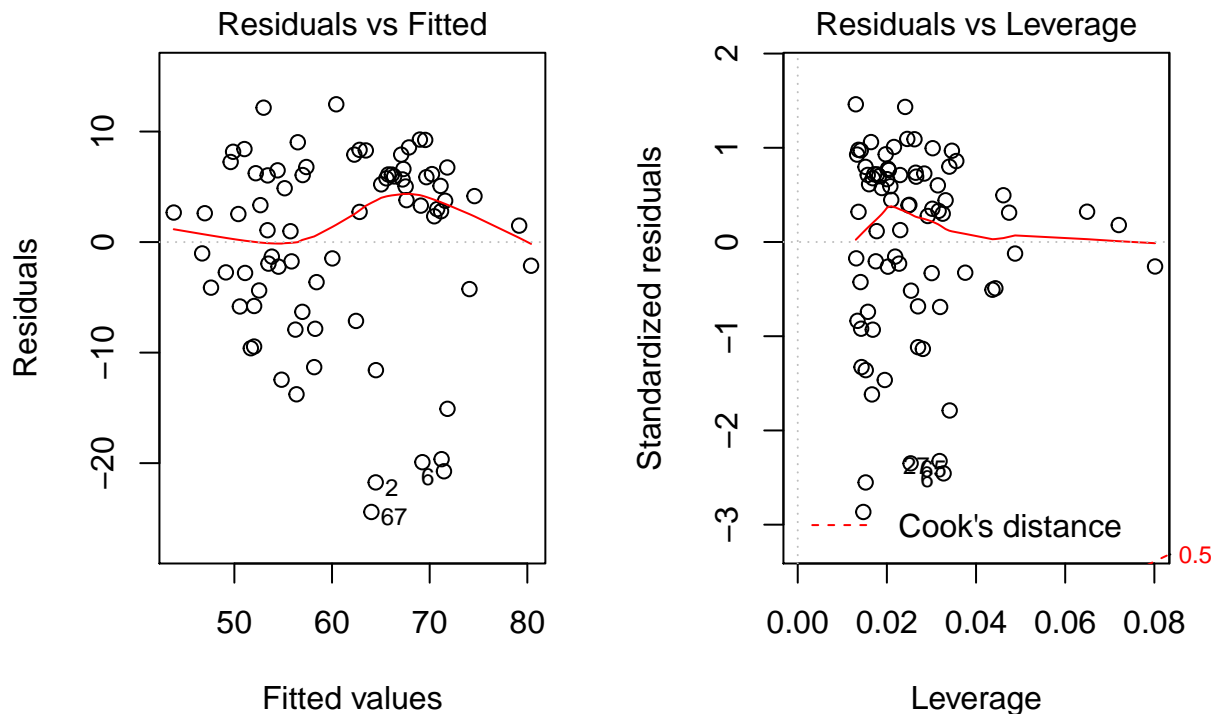 Residuals vs Fitted
Residuals
10
0
−10
−20
6
2
67
50 60 70 80
Fitted values
Residuals vs Leverage
Standardized residuals
2
1
0
−1
−2
−3
6
Cook's distance
0.5
0.00 0.02 0.04 0.06 0.08
Leverage